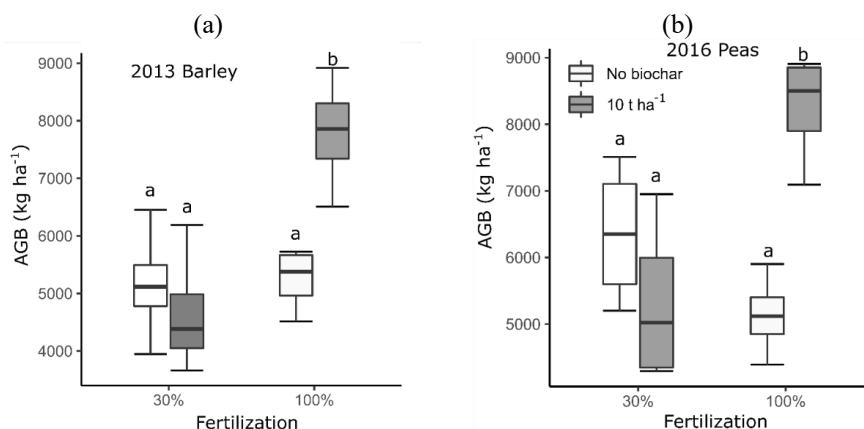 (a)
2013 Barley
AGB (kg ha⁻¹)
9000
8000
7000
6000
5000
4000
a
a
a
b
30%
100%
Fertilization
(b)
2016 Peas
No biochar
10 t ha⁻¹
AGB (kg ha⁻¹)
9000
8000
7000
6000
5000
a
a
a
b
30%
100%
Fertilization